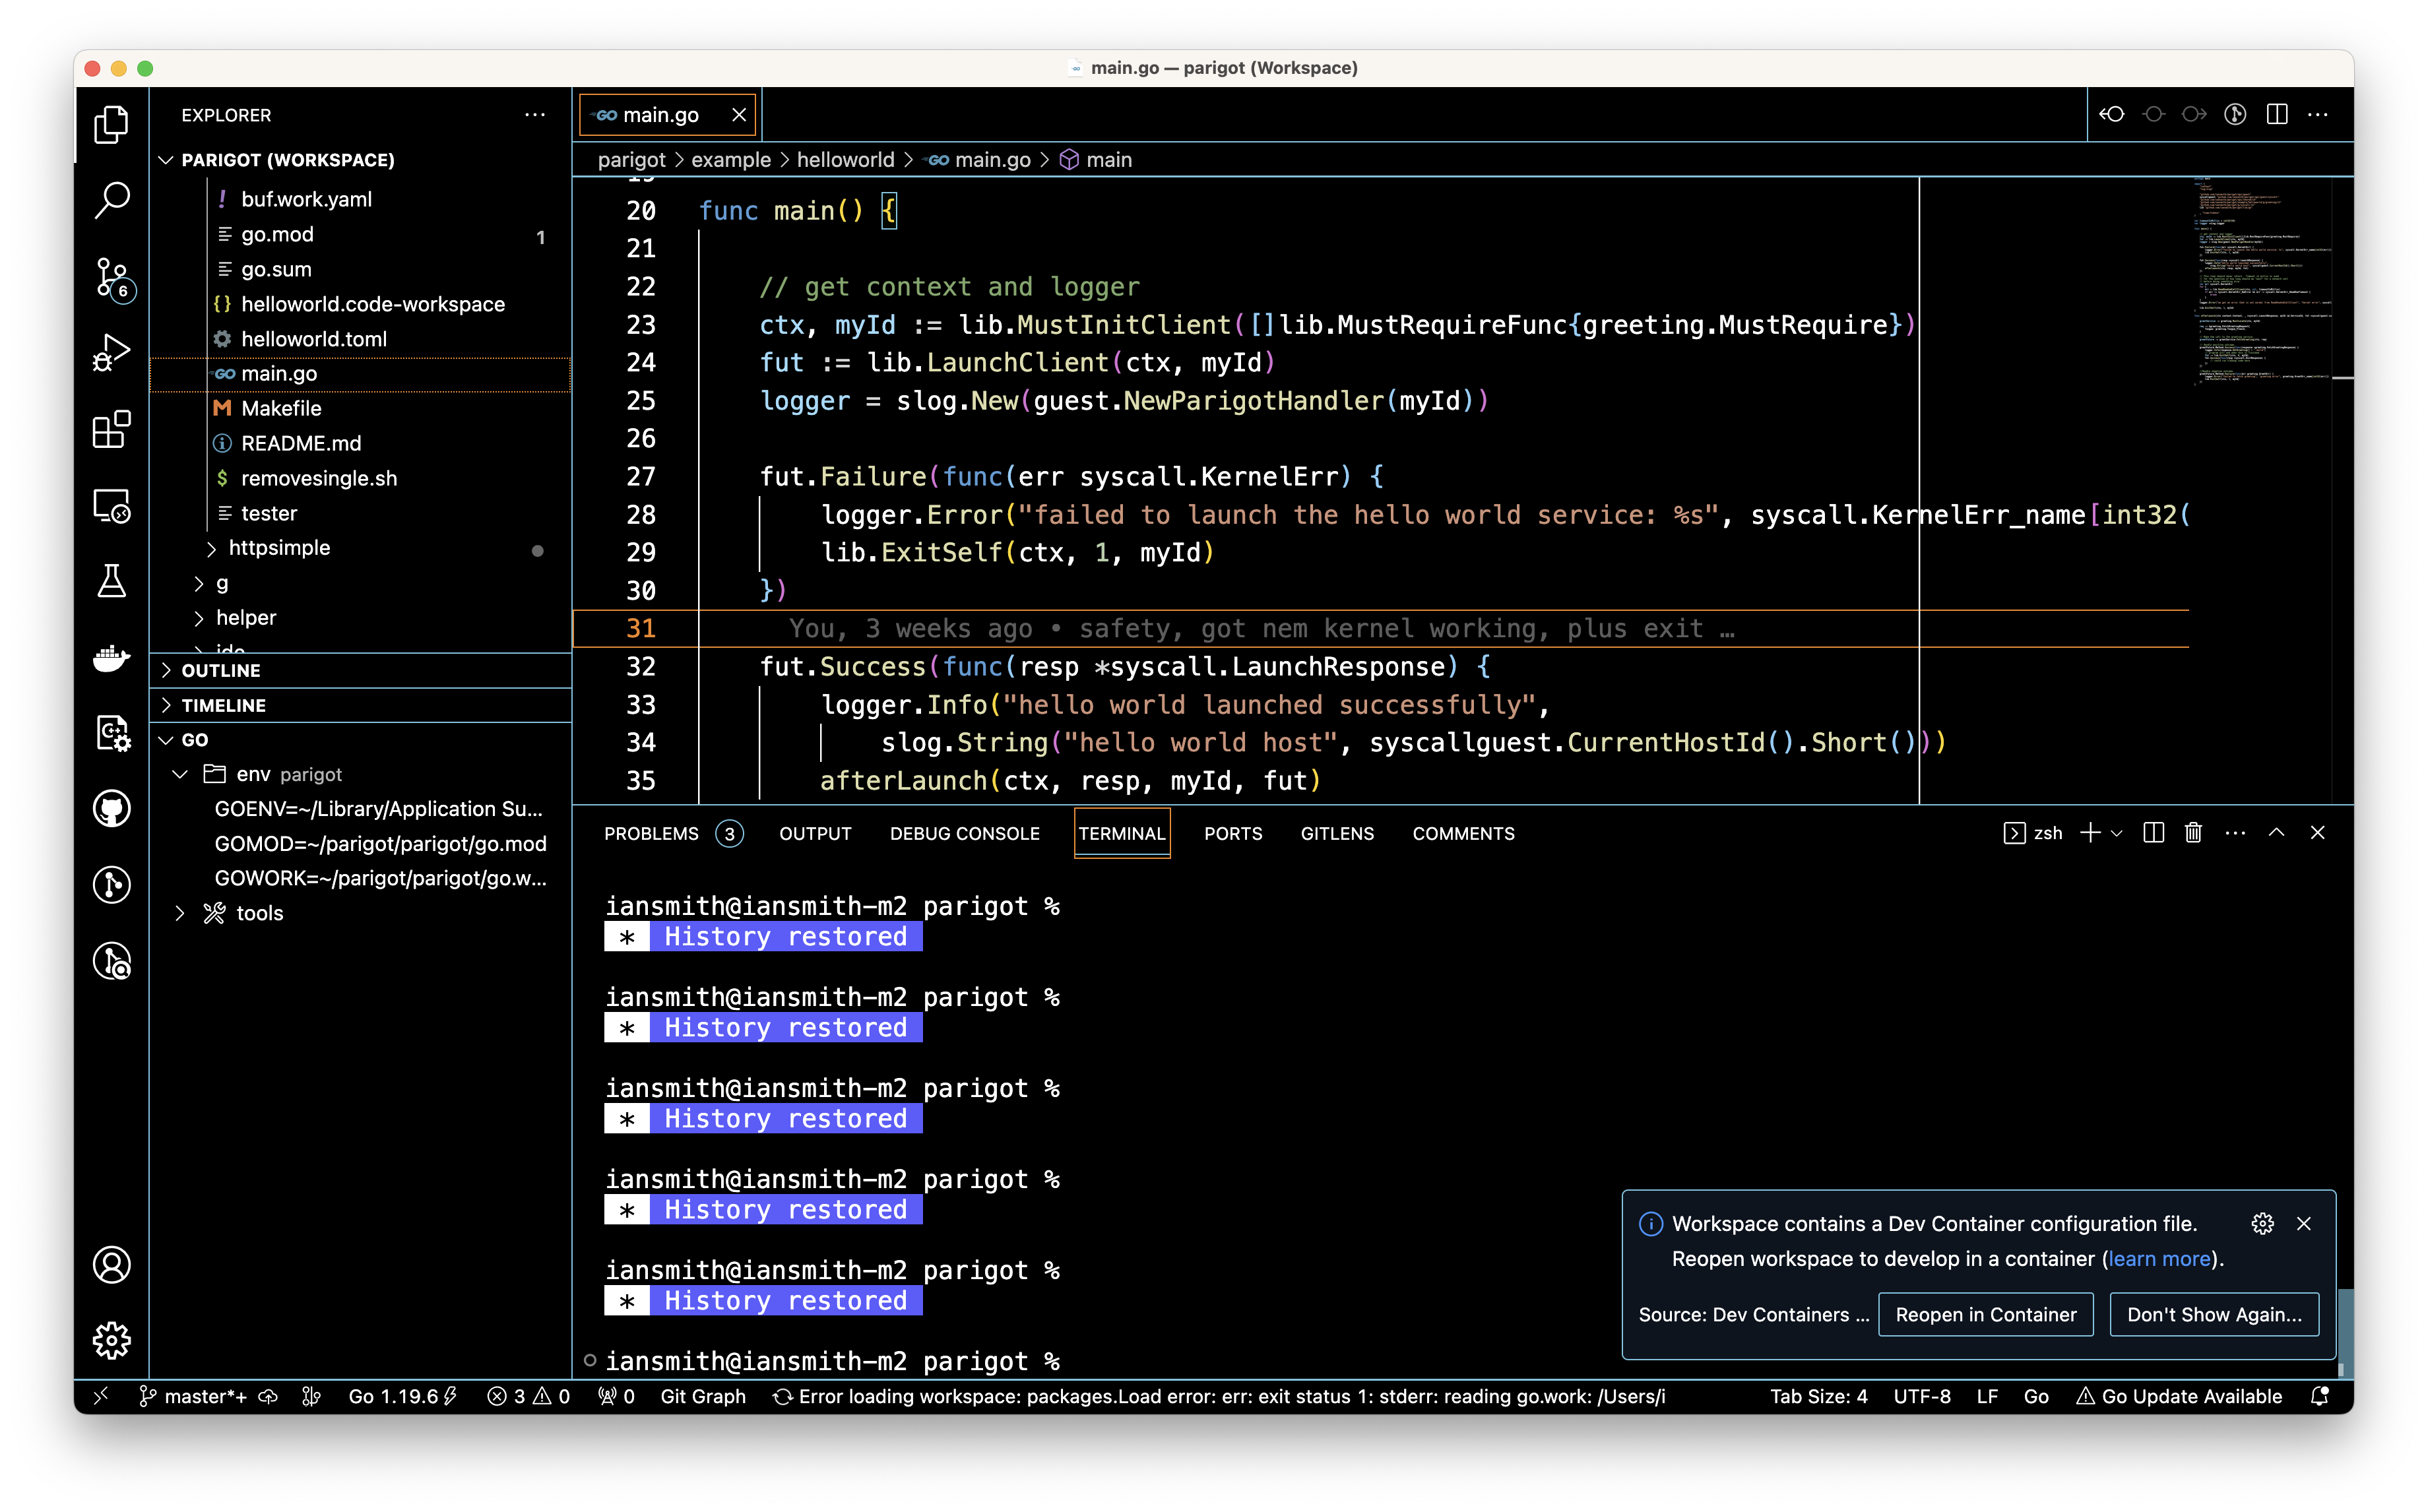 main.go — parigot (Workspace)
EXPLORER
PARIGOT (WORKSPACE)
buf.work.yaml
go.mod 1
go.sum
helloworld.code-workspace
helloworld.toml
main.go
Makefile
README.md
removesingle.sh
tester
httpsimple
g
helper
OUTLINE
TIMELINE
GO
env parigot
GOENV=~/Library/Application Su...
GOMOD=~/parigot/parigot/go.mod
GOWORK=~/parigot/parigot/go.w...
tools
6
main.go
parigot > example > helloworld > main.go > main
20 func main() {
21
22 // get context and logger
23 ctx, myId := lib.MustInitClient([]lib.MustRequireFunc{greeting.MustRequire})
24 fut := lib.LaunchClient(ctx, myId)
25 logger = slog.New(guest.NewParigotHandler(myId))
26
27 fut.Failure(func(err syscall.KernelErr) {
28 logger.Error("failed to launch the hello world service: %s", syscall.KernelErr_name[int32(
29 lib.ExitSelf(ctx, 1, myId)
30 })
31 You, 3 weeks ago • safety, got nem kernel working, plus exit …
32 fut.Success(func(resp *syscall.LaunchResponse) {
33 logger.Info("hello world launched successfully",
34 slog.String("hello world host", syscallguest.CurrentHostId().Short()))
35 afterLaunch(ctx, resp, myId, fut)
PROBLEMS 3 OUTPUT DEBUG CONSOLE TERMINAL PORTS GITLENS COMMENTS zsh
iansmith@iansmith-m2 parigot %
* History restored
iansmith@iansmith-m2 parigot %
* History restored
iansmith@iansmith-m2 parigot %
* History restored
iansmith@iansmith-m2 parigot %
* History restored
iansmith@iansmith-m2 parigot %
* History restored
iansmith@iansmith-m2 parigot %
Workspace contains a Dev Container configuration file.
Reopen workspace to develop in a container (learn more).
Source: Dev Containers ... Reopen in Container Don't Show Again...
master*+ Go 1.19.6 3 0 0 Git Graph Error loading workspace: packages.Load error: err: exit status 1: stderr: reading go.work: /Users/i Tab Size: 4 UTF-8 LF Go Go Update Available